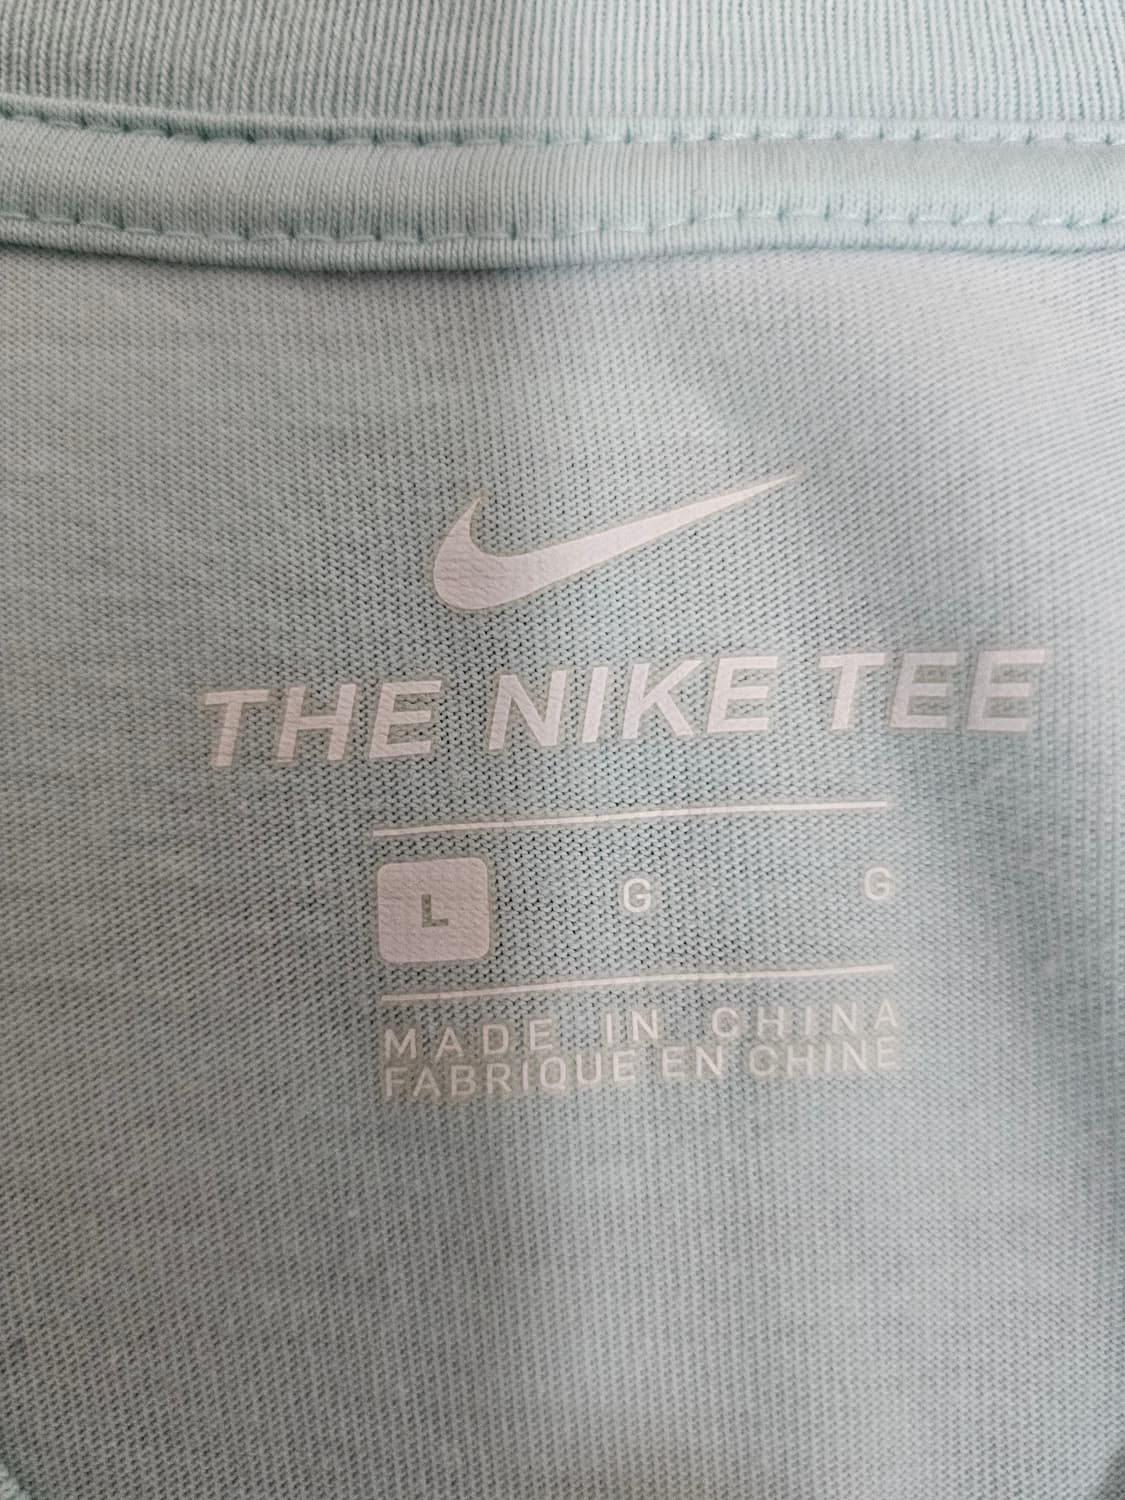 THE NIKE TEE
L G G
MADE IN CHINA
FABRIQUE EN CHINE